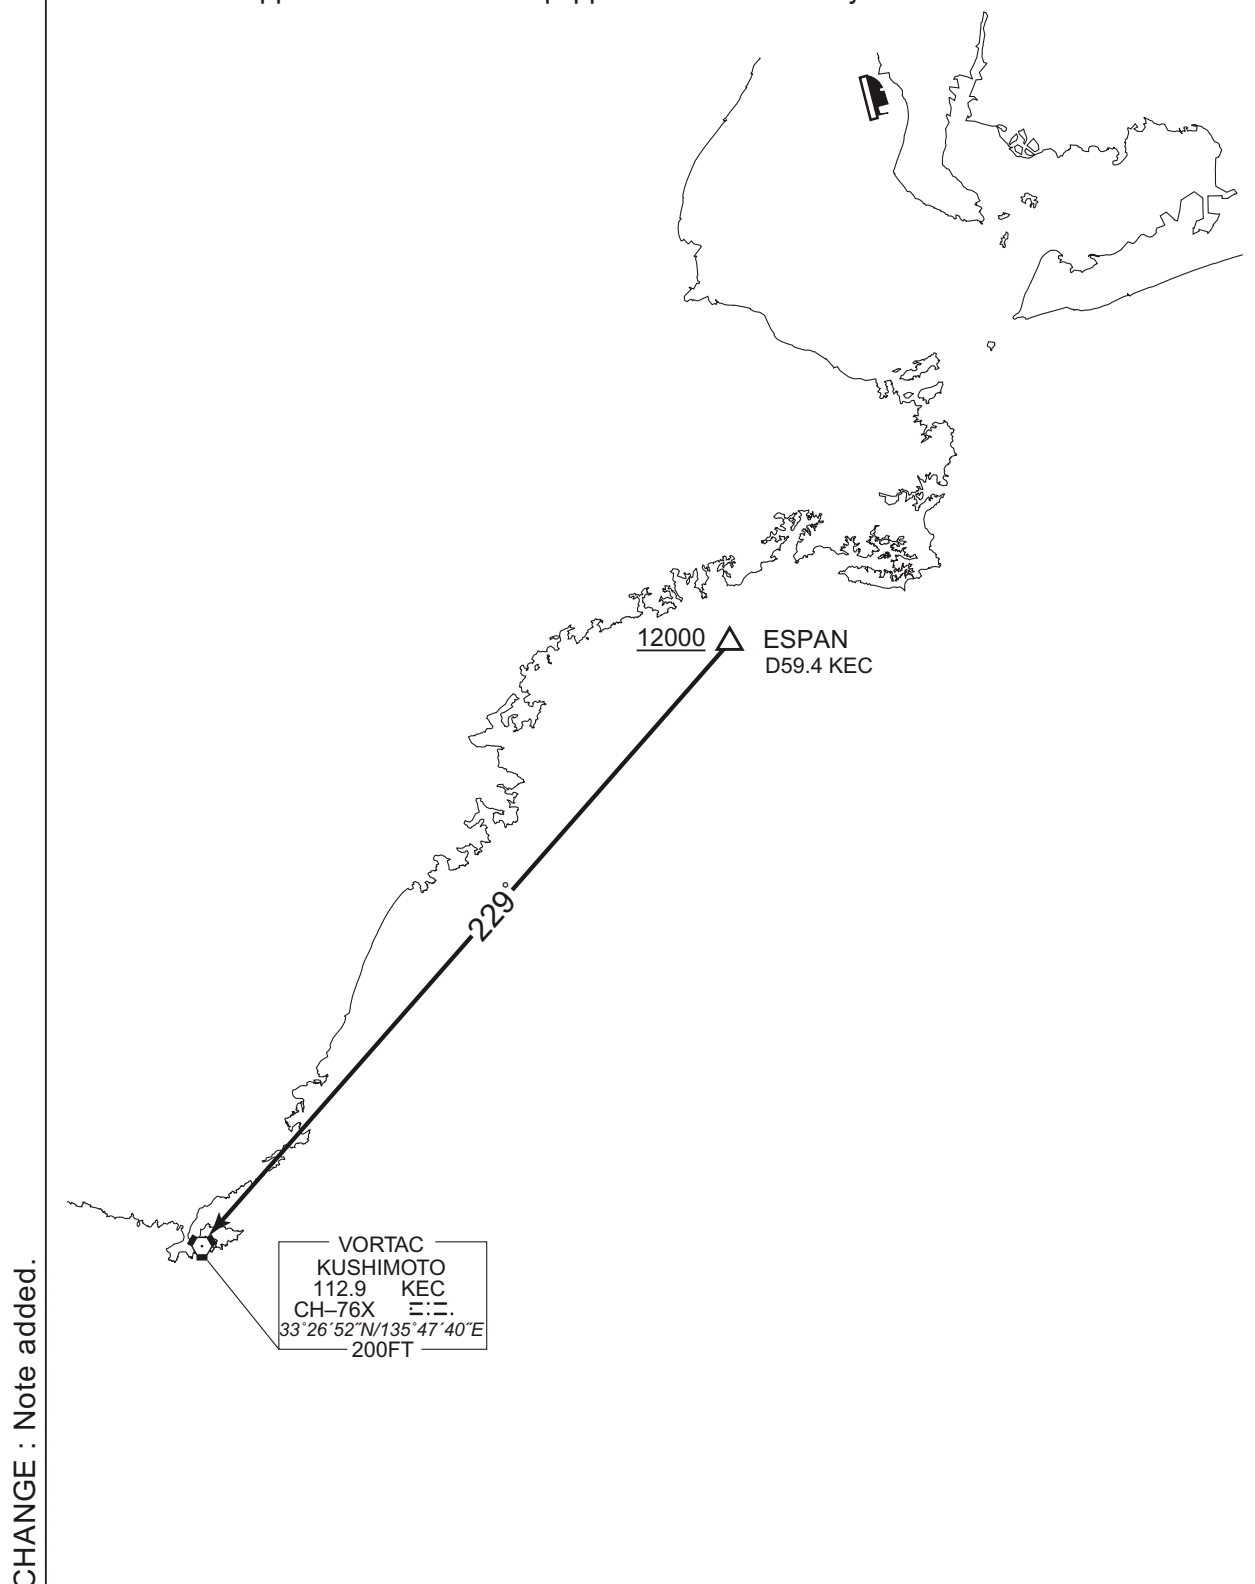 12000
ESPAN
D59.4 KEC
229°
VORTAC
KUSHIMOTO
112.9 KEC
CH–76X
33°26´52˝N/135°47´40˝E
200FT
CHANGE : Note added.